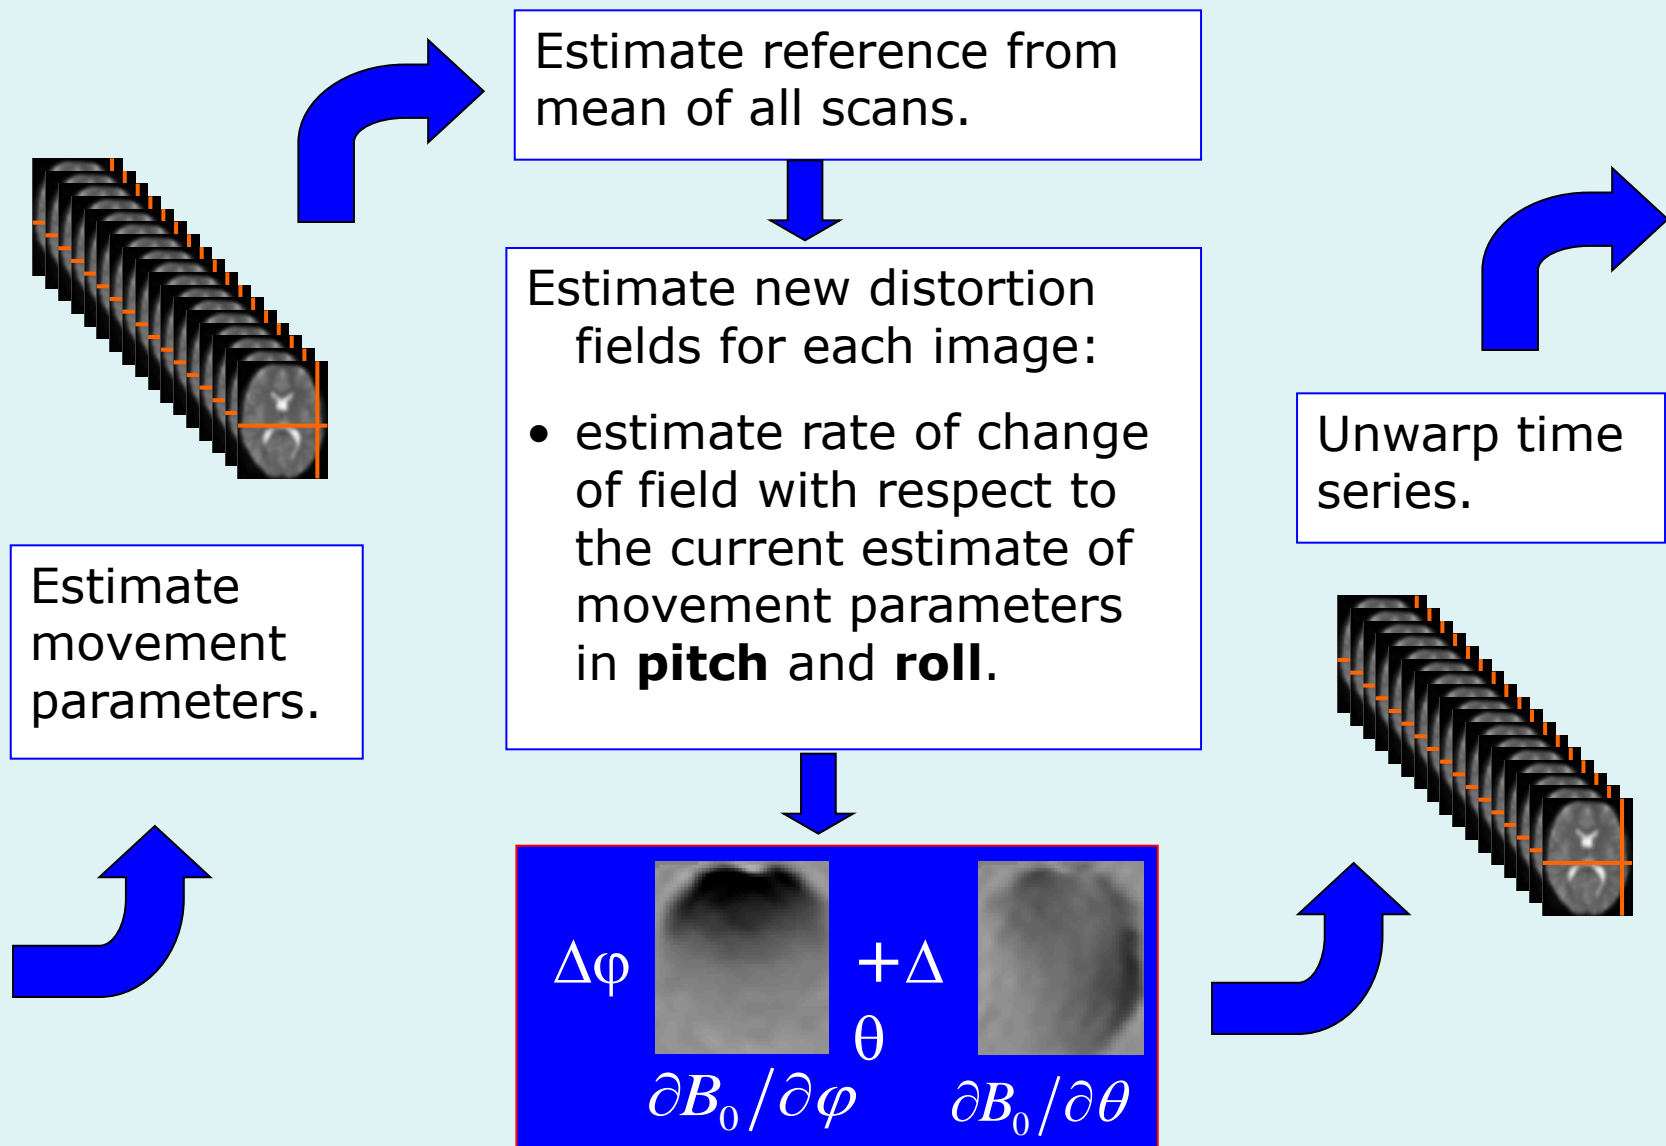 Estimate reference from
mean of all scans.
Estimate new distortion
fields for each image:
• estimate rate of change
of field with respect to
the current estimate of
movement parameters
in pitch and roll.
Estimate
movement
parameters.
Unwarp time
series.
Δφ
+Δ
θ
∂B₀/∂φ
∂B₀/∂θ